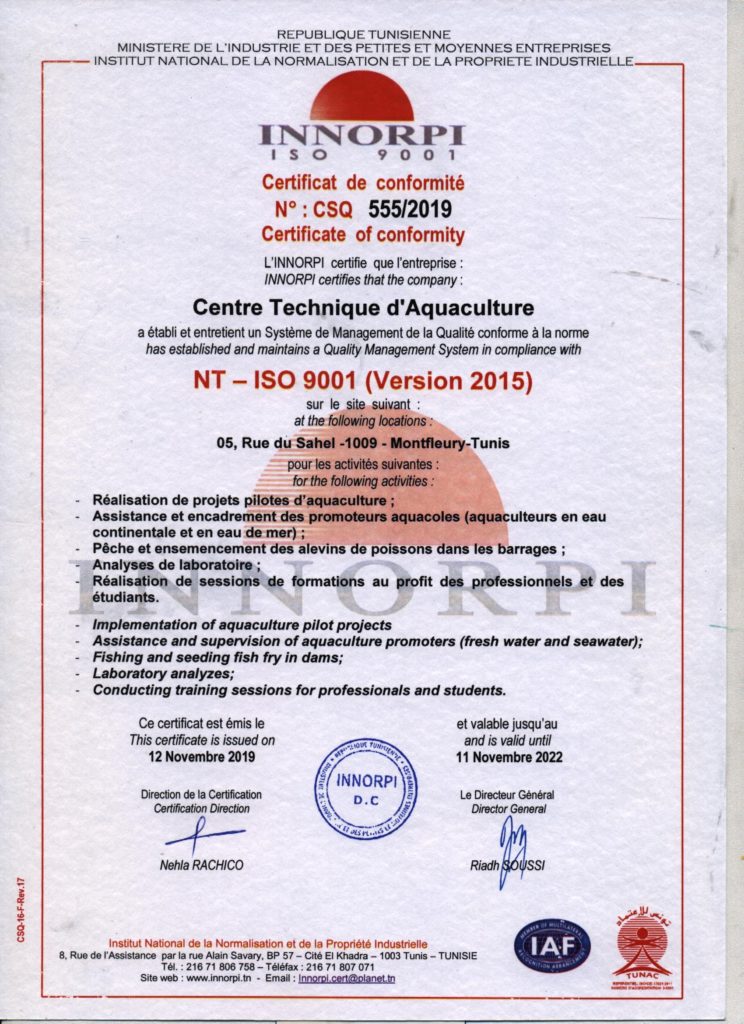 REPUBLIQUE TUNISIENNE
MINISTERE DE L'INDUSTRIE ET DES PETITES ET MOYENNES ENTREPRISES
INSTITUT NATIONAL DE LA NORMALISATION ET DE LA PROPRIETE INDUSTRIELLE
INNORPI
ISO 9001
Certificat de conformité
N° : CSQ 555/2019
Certificate of conformity
L'INNORPI certifie que l'entreprise :
INNORPI certifies that the company :
Centre Technique d'Aquaculture
a établi et entretient un Système de Management de la Qualité conforme à la norme
has established and maintains a Quality Management System in compliance with
NT – ISO 9001 (Version 2015)
sur le site suivant :
at the following locations :
05, Rue du Sahel -1009 - Montfleury-Tunis
pour les activités suivantes :
for the following activities :
- Réalisation de projets pilotes d'aquaculture ;
- Assistance et encadrement des promoteurs aquacoles (aquaculteurs en eau
continentale et en eau de mer) ;
- Pêche et ensemencement des alevins de poissons dans les barrages ;
- Analyses de laboratoire ;
- Réalisation de sessions de formations au profit des professionnels et des
étudiants.
INNORPI
- Implementation of aquaculture pilot projects
- Assistance and supervision of aquaculture promoters (fresh water and seawater);
- Fishing and seeding fish fry in dams;
- Laboratory analyzes;
- Conducting training sessions for professionals and students.
Ce certificat est émis le
This certificate is issued on
12 Novembre 2019
et valable jusqu'au
and is valid until
11 Novembre 2022
INNORPI
D.C
REPUBLIQUE TUNISIENNE
Direction de la Certification
Certification Direction
Nehla RACHICO
Le Directeur Général
Director General
Riadh SOUSSI
CSQ-16-F-Rev.17
Institut National de la Normalisation et de la Propriété Industrielle
8, Rue de l'Assistance par la rue Alain Savary, BP 57 – Cité El Khadra – 1003 Tunis – TUNISIE
Tél. : 216 71 806 758 – Téléfax : 216 71 807 071
Site web : www.innorpi.tn - Email : Innorpi.cert@planet.tn
MEMBER OF MULTILATERAL
IAF
RECOGNITION ARRANGEMENT
تونس للإعتماد
TUNAC